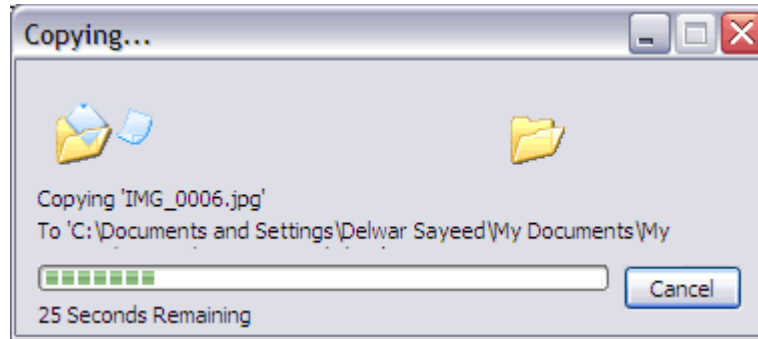 Copying...
Copying 'IMG_0006.jpg'
To 'C:\Documents and Settings\Delwar Sayeed\My Documents\My
25 Seconds Remaining
Cancel